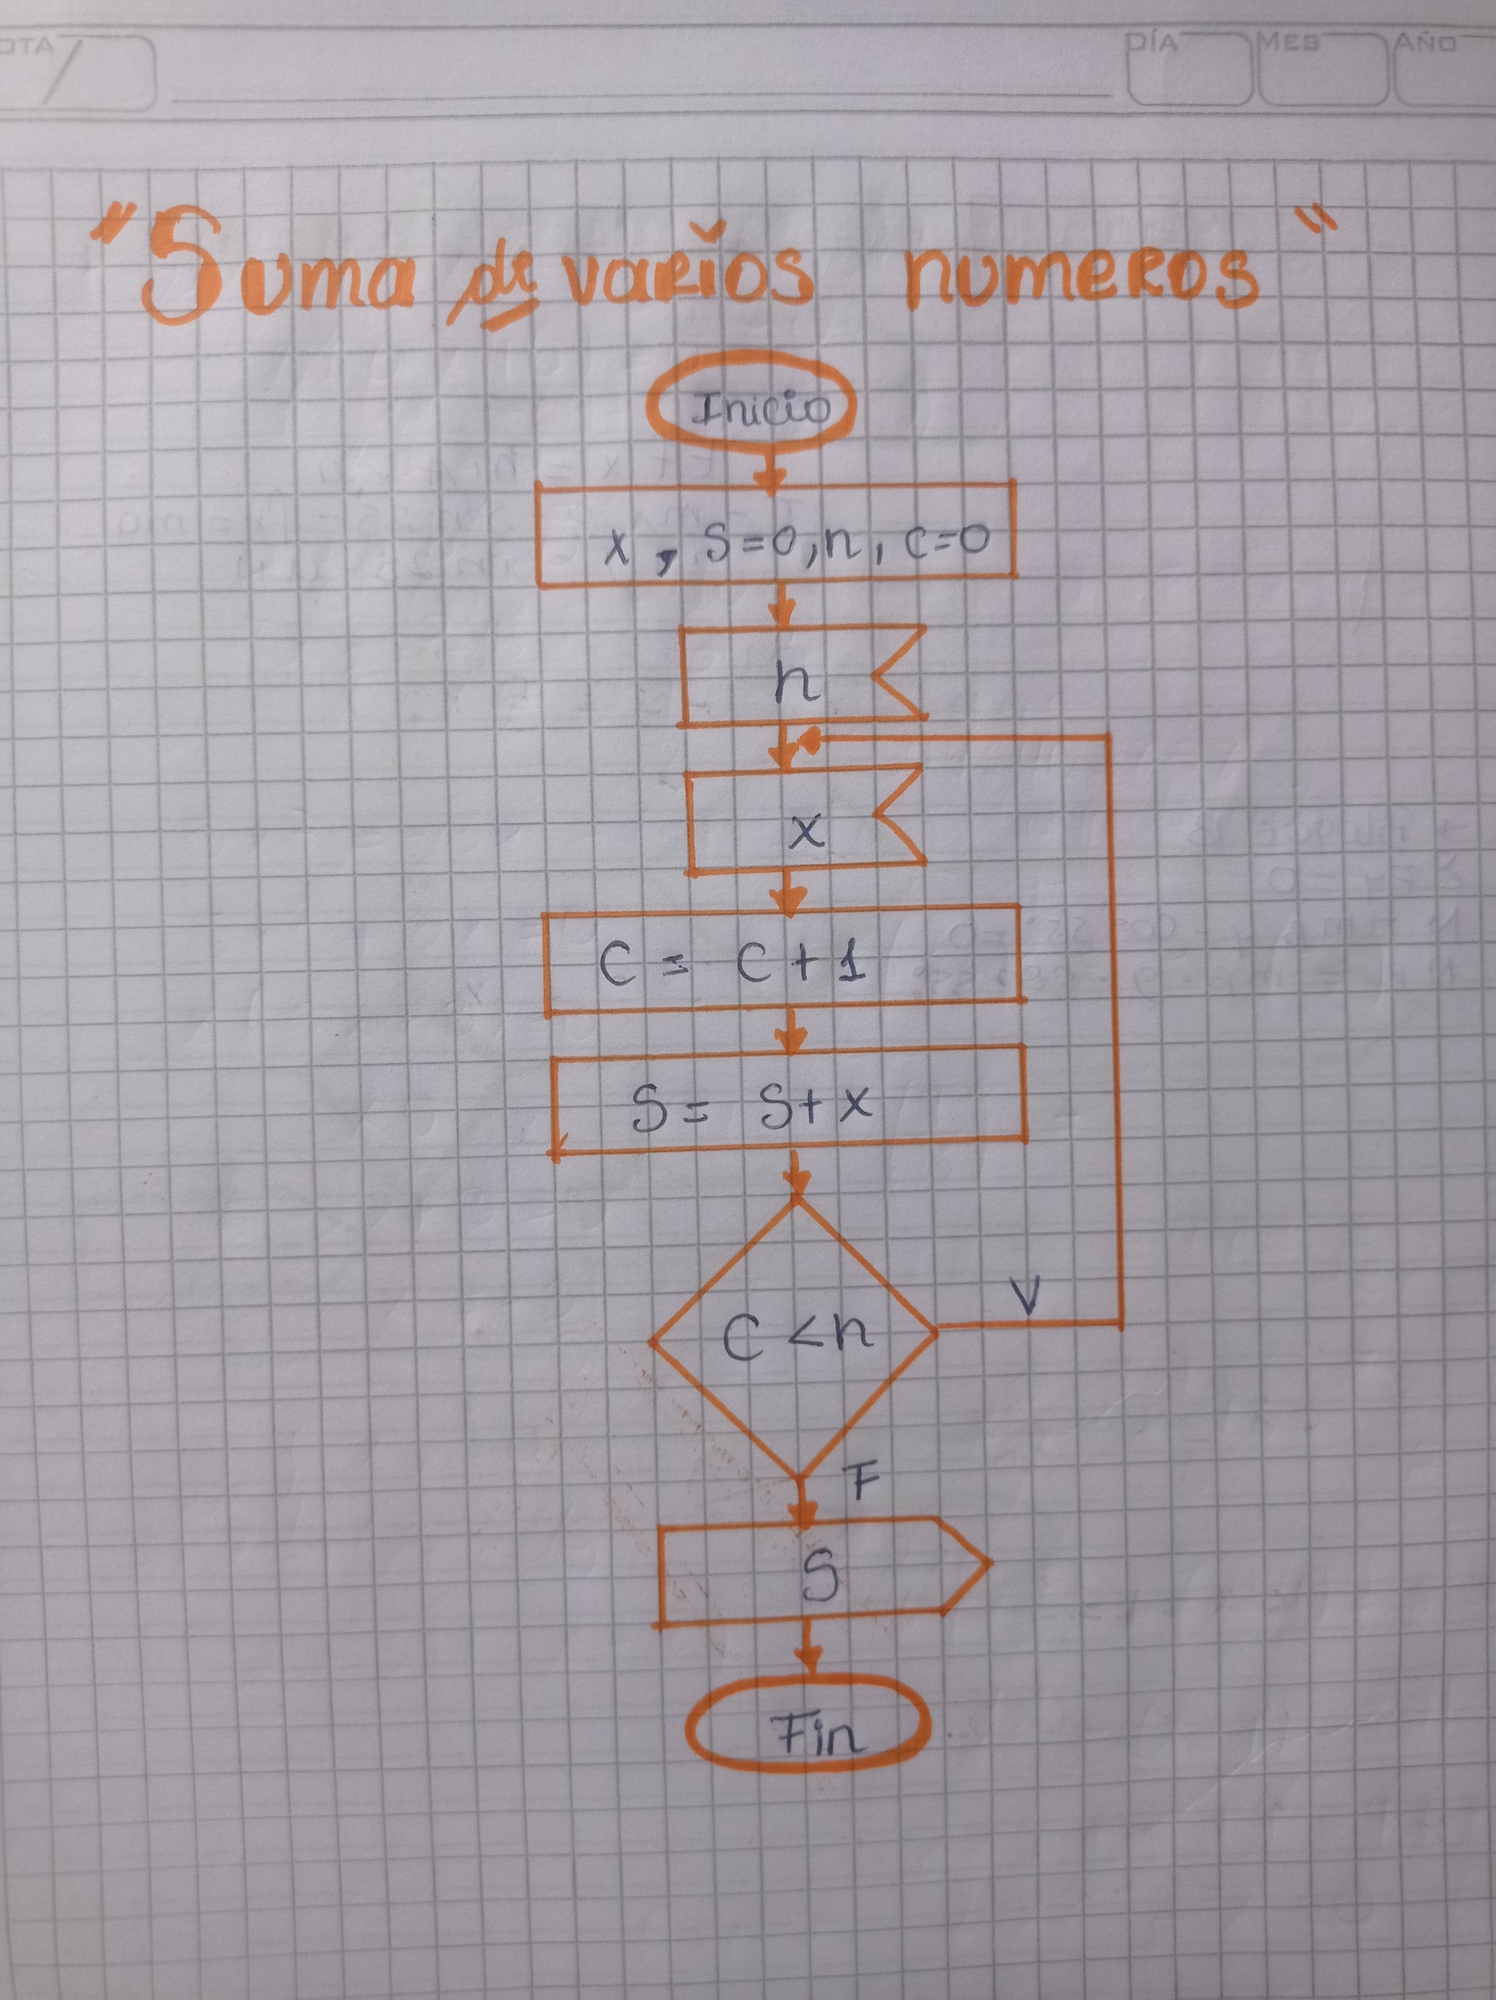 OTA
DÍA MES AÑO
"Suma de varios numeros"
Inicio
x, S=0, n, c=0
n
x
C = C + 1
S = S + x
C < n
V
F
S
Fin